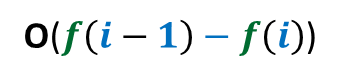 O(f(i − 1) − f(i))